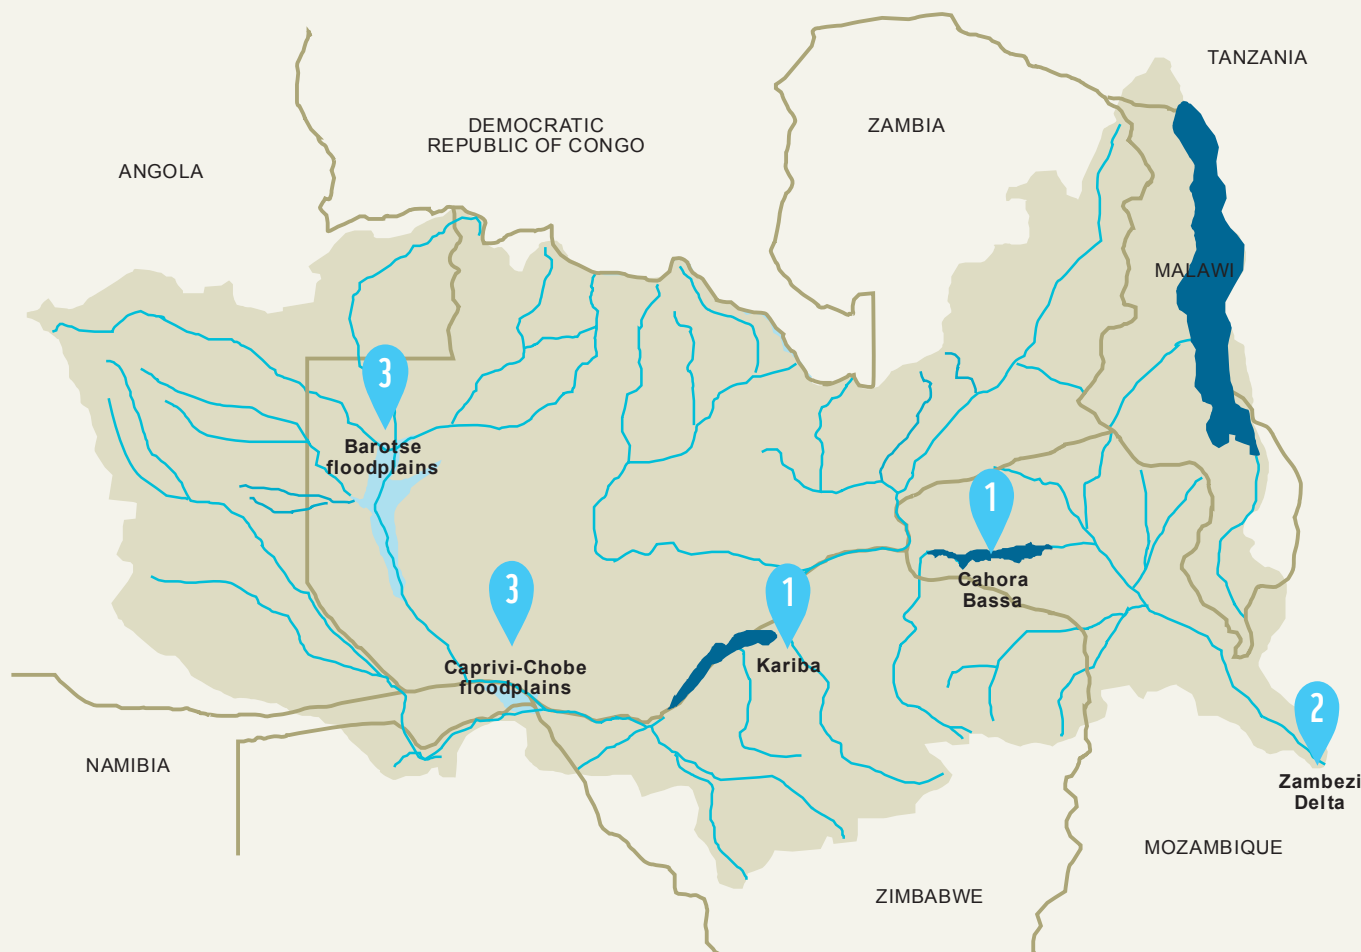 TANZANIA
DEMOCRATIC
REPUBLIC OF CONGO
ZAMBIA
ANGOLA
MALAWI
3
Barotse
floodplains
1
Cahora
Bassa
3
Caprivi-Chobe
floodplains
1
Kariba
2
Zambezi
Delta
NAMIBIA
MOZAMBIQUE
ZIMBABWE